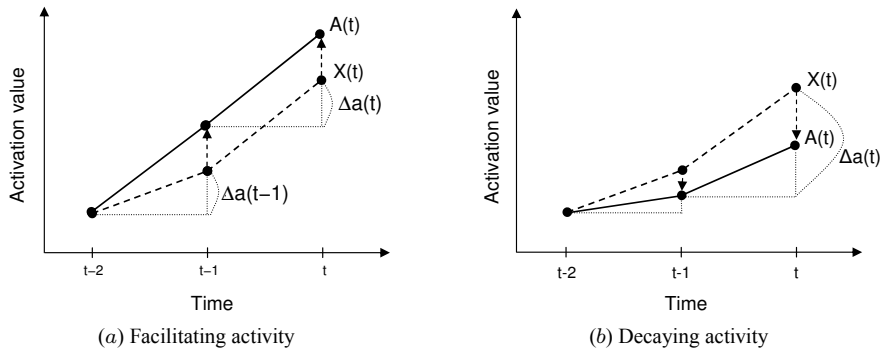 Activation value
A(t)
X(t)
Δa(t)
Δa(t−1)
t−2
t−1
t
Time
(a) Facilitating activity
Activation value
X(t)
A(t)
Δa(t)
t-2
t-1
t
Time
(b) Decaying activity